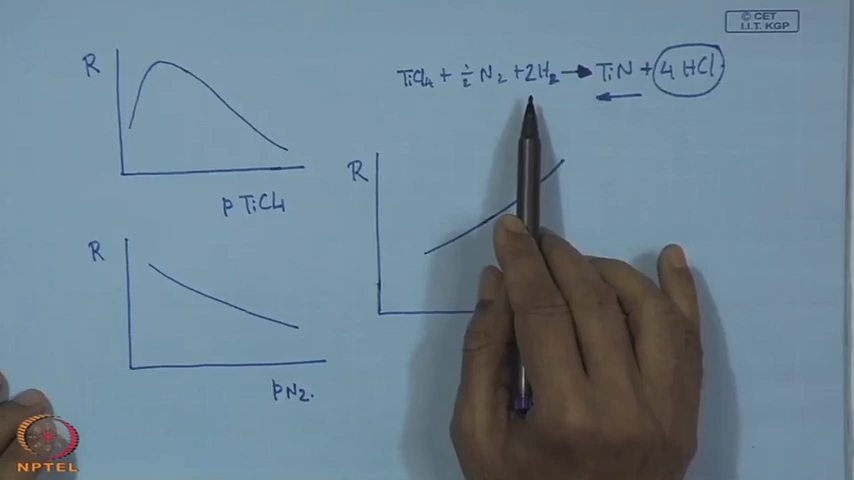 © CET
I.I.T. KGP
R
TiCl4 + 1/2 N2 + 2H2 → TiN + 4 HCl
←
p TiCl4
R
R
pN2.
NPTEL